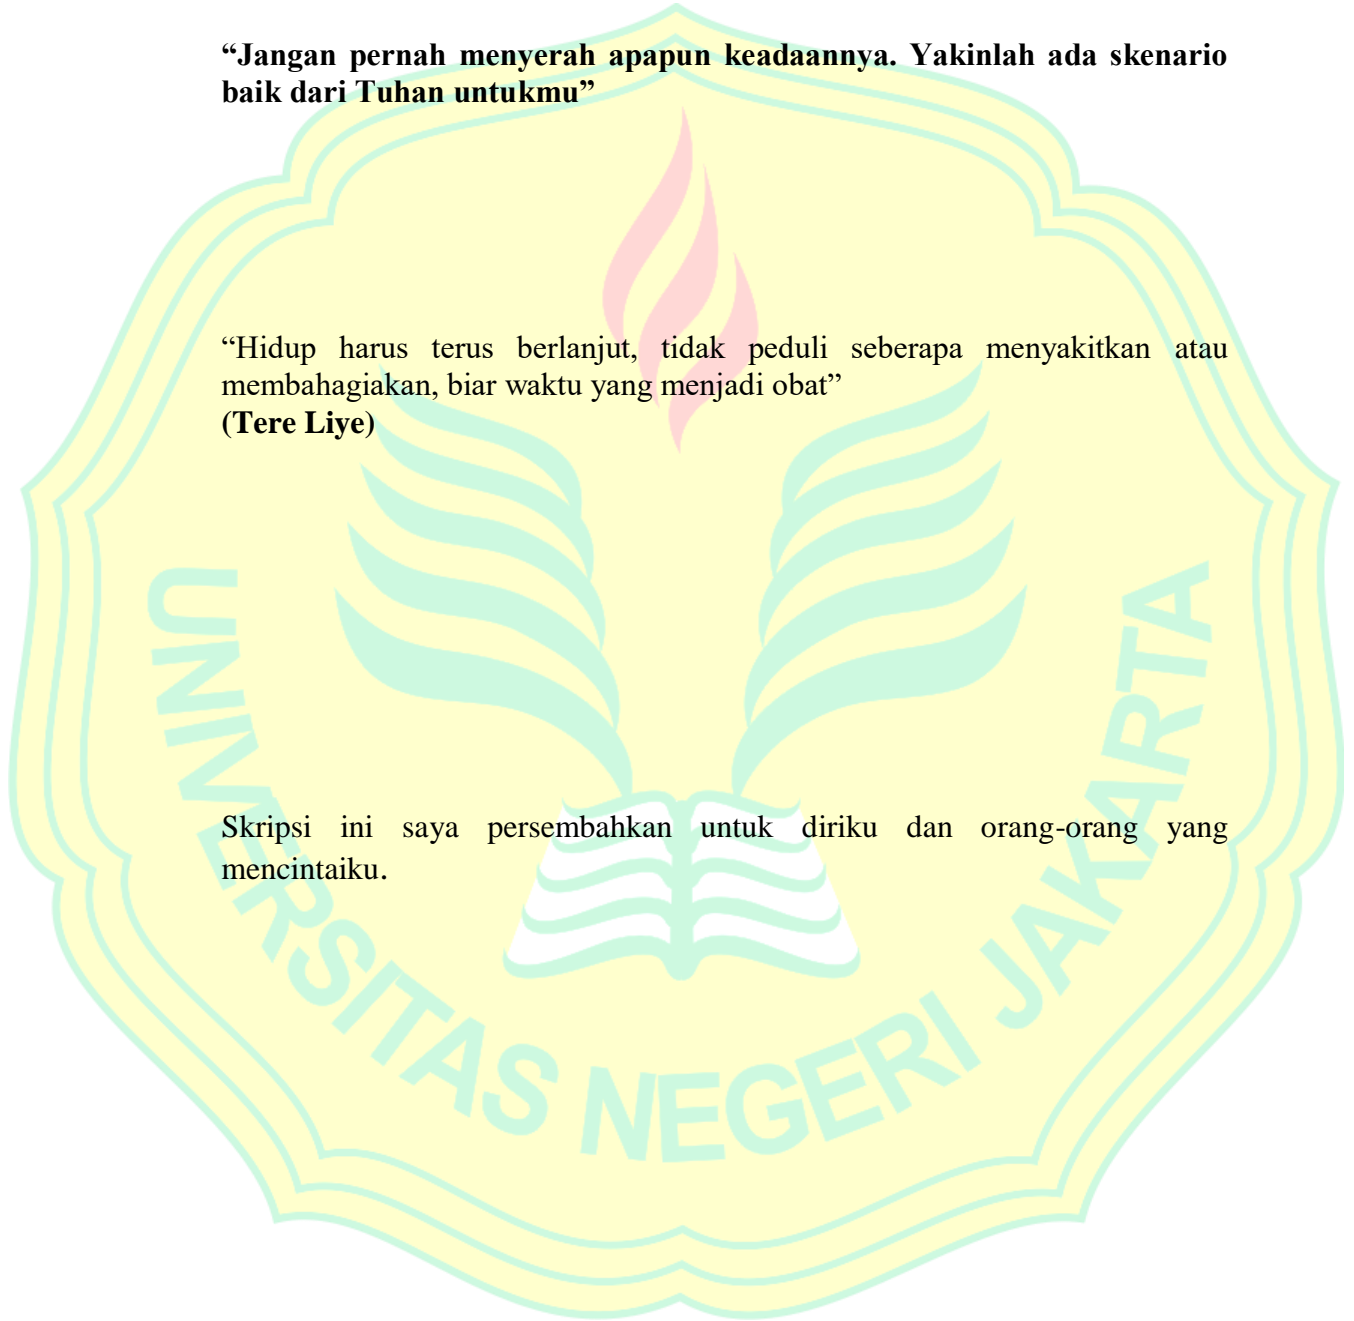 “Jangan pernah menyerah apapun keadaannya. Yakinlah ada skenario
baik dari Tuhan untukmu”
“Hidup harus terus berlanjut, tidak peduli seberapa menyakitkan atau
membahagiakan, biar waktu yang menjadi obat”
(Tere Liye)
Skripsi ini saya persembahkan untuk diriku dan orang-orang yang
mencintaiku.
UNIVERSITAS NEGERI JAKARTA